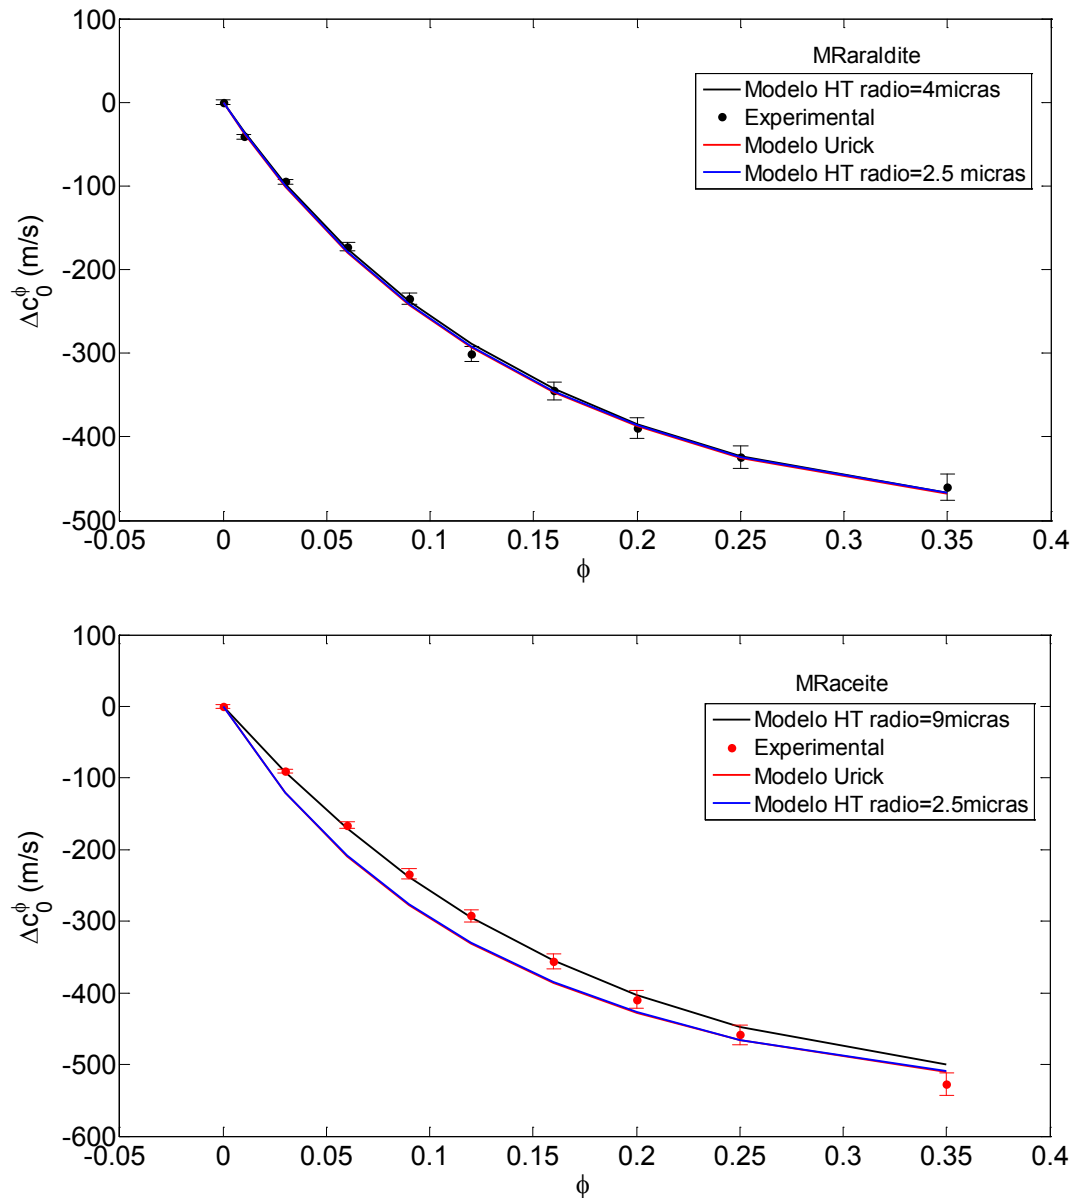 100
0
-100
-200
-300
-400
-500
-0.05 0 0.05 0.1 0.15 0.2 0.25 0.3 0.35 0.4
Δc₀^ϕ (m/s)
ϕ
MRaraldite
Modelo HT radio=4micras
Experimental
Modelo Urick
Modelo HT radio=2.5 micras
100
0
-100
-200
-300
-400
-500
-600
-0.05 0 0.05 0.1 0.15 0.2 0.25 0.3 0.35 0.4
Δc₀^ϕ (m/s)
ϕ
MRaceite
Modelo HT radio=9micras
Experimental
Modelo Urick
Modelo HT radio=2.5micras